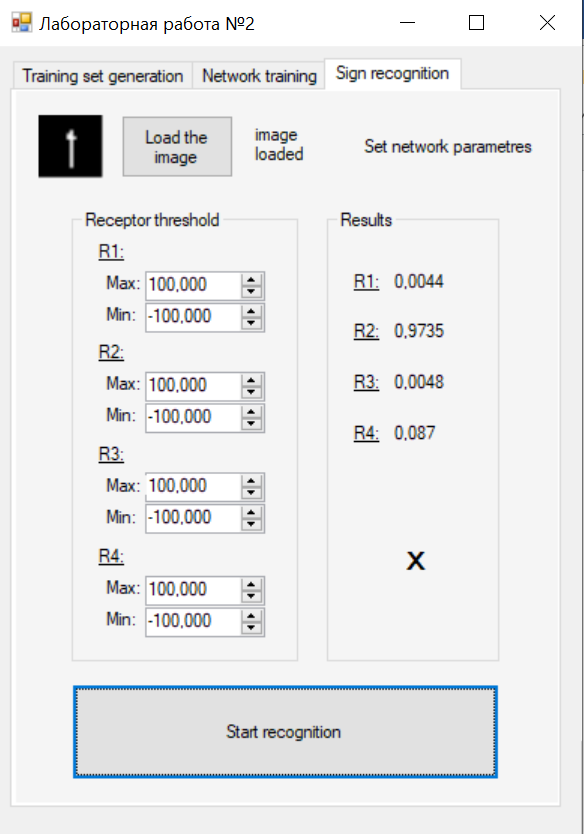 Лабораторная работа №2
Training set generation Network training Sign recognition
Load the
image
image
loaded
Set network parametres
Receptor threshold
R1:
Max: 100,000
Min: -100,000
R2:
Max: 100,000
Min: -100,000
R3:
Max: 100,000
Min: -100,000
R4:
Max: 100,000
Min: -100,000
Results
R1: 0,0044
R2: 0,9735
R3: 0,0048
R4: 0,087
X
Start recognition